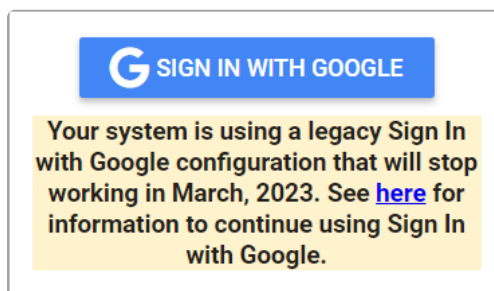 SIGN IN WITH GOOGLE
Your system is using a legacy Sign In
with Google configuration that will stop
working in March, 2023. See here for
information to continue using Sign In
with Google.